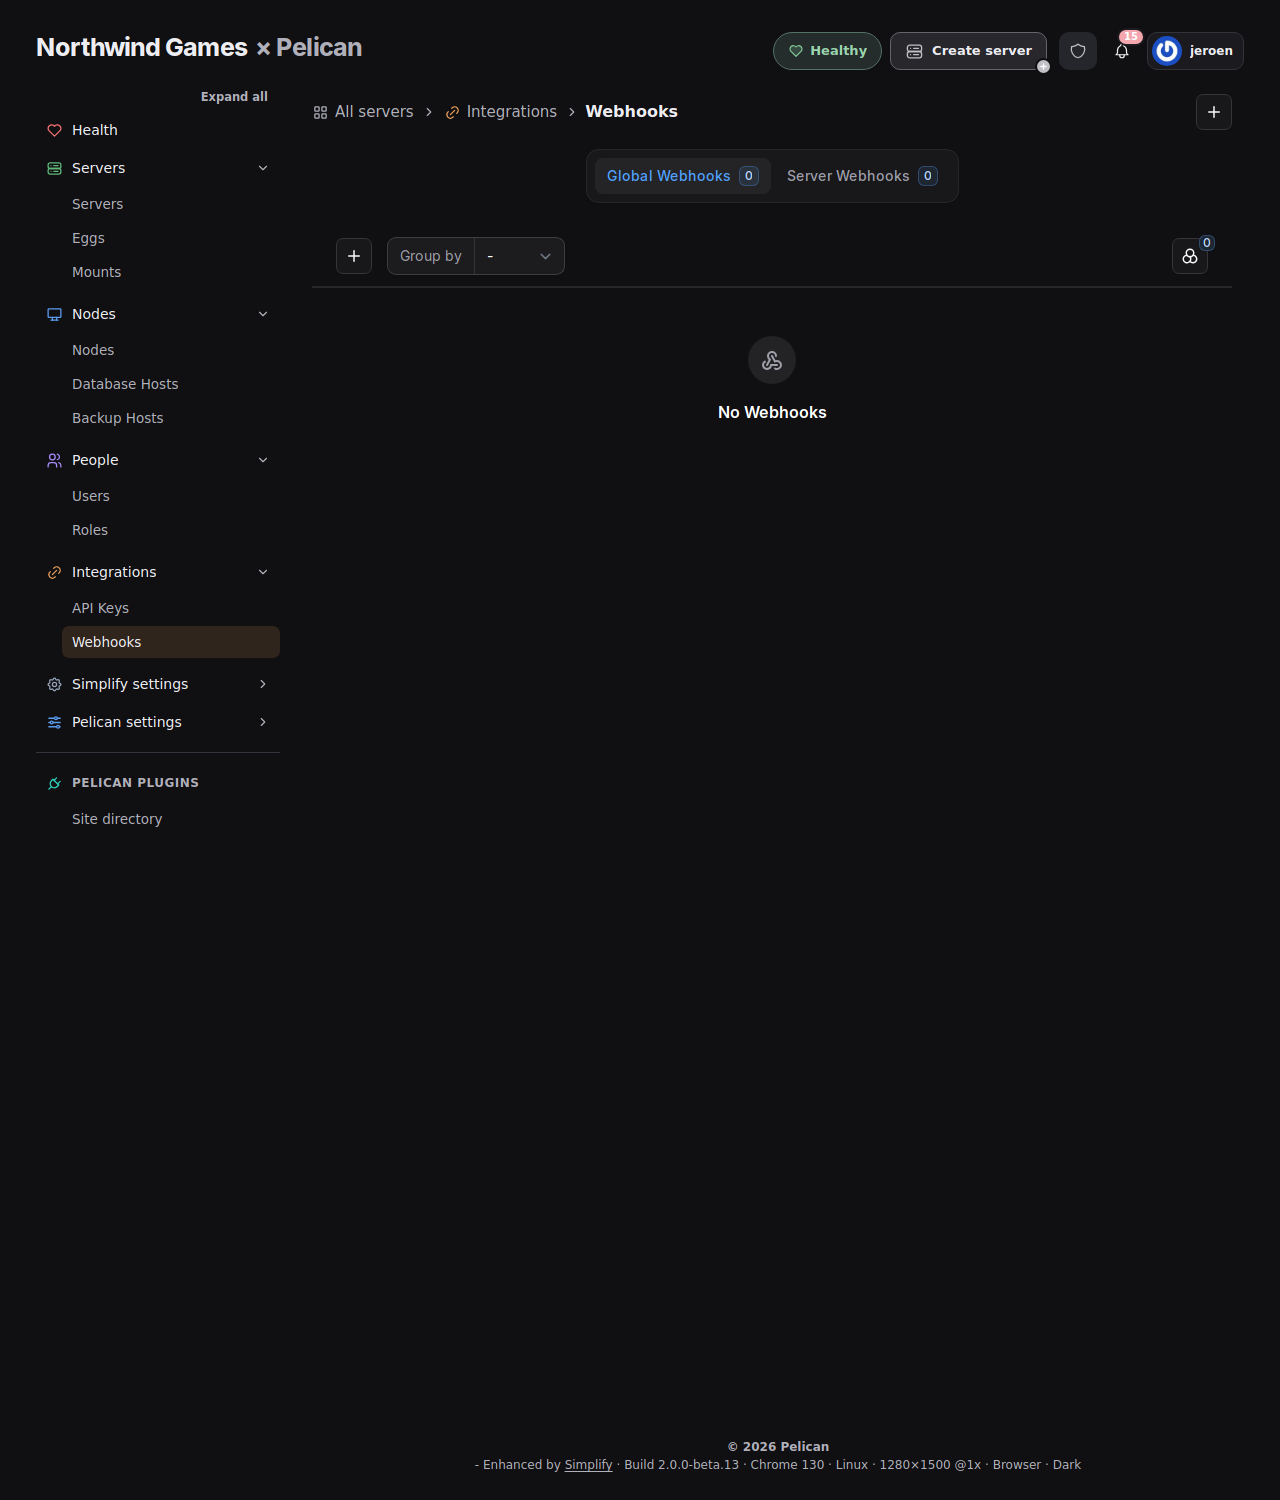 Northwind Games × Pelican
Healthy
Create server
15
jeroen
Expand all
Health
Servers
Servers
Eggs
Mounts
Nodes
Nodes
Database Hosts
Backup Hosts
People
Users
Roles
Integrations
API Keys
Webhooks
Simplify settings
Pelican settings
PELICAN PLUGINS
Site directory
All servers > Integrations > Webhooks
Global Webhooks 0 Server Webhooks 0
Group by -
0
No Webhooks
© 2026 Pelican
- Enhanced by Simplify · Build 2.0.0-beta.13 · Chrome 130 · Linux · 1280×1500 @1x · Browser · Dark